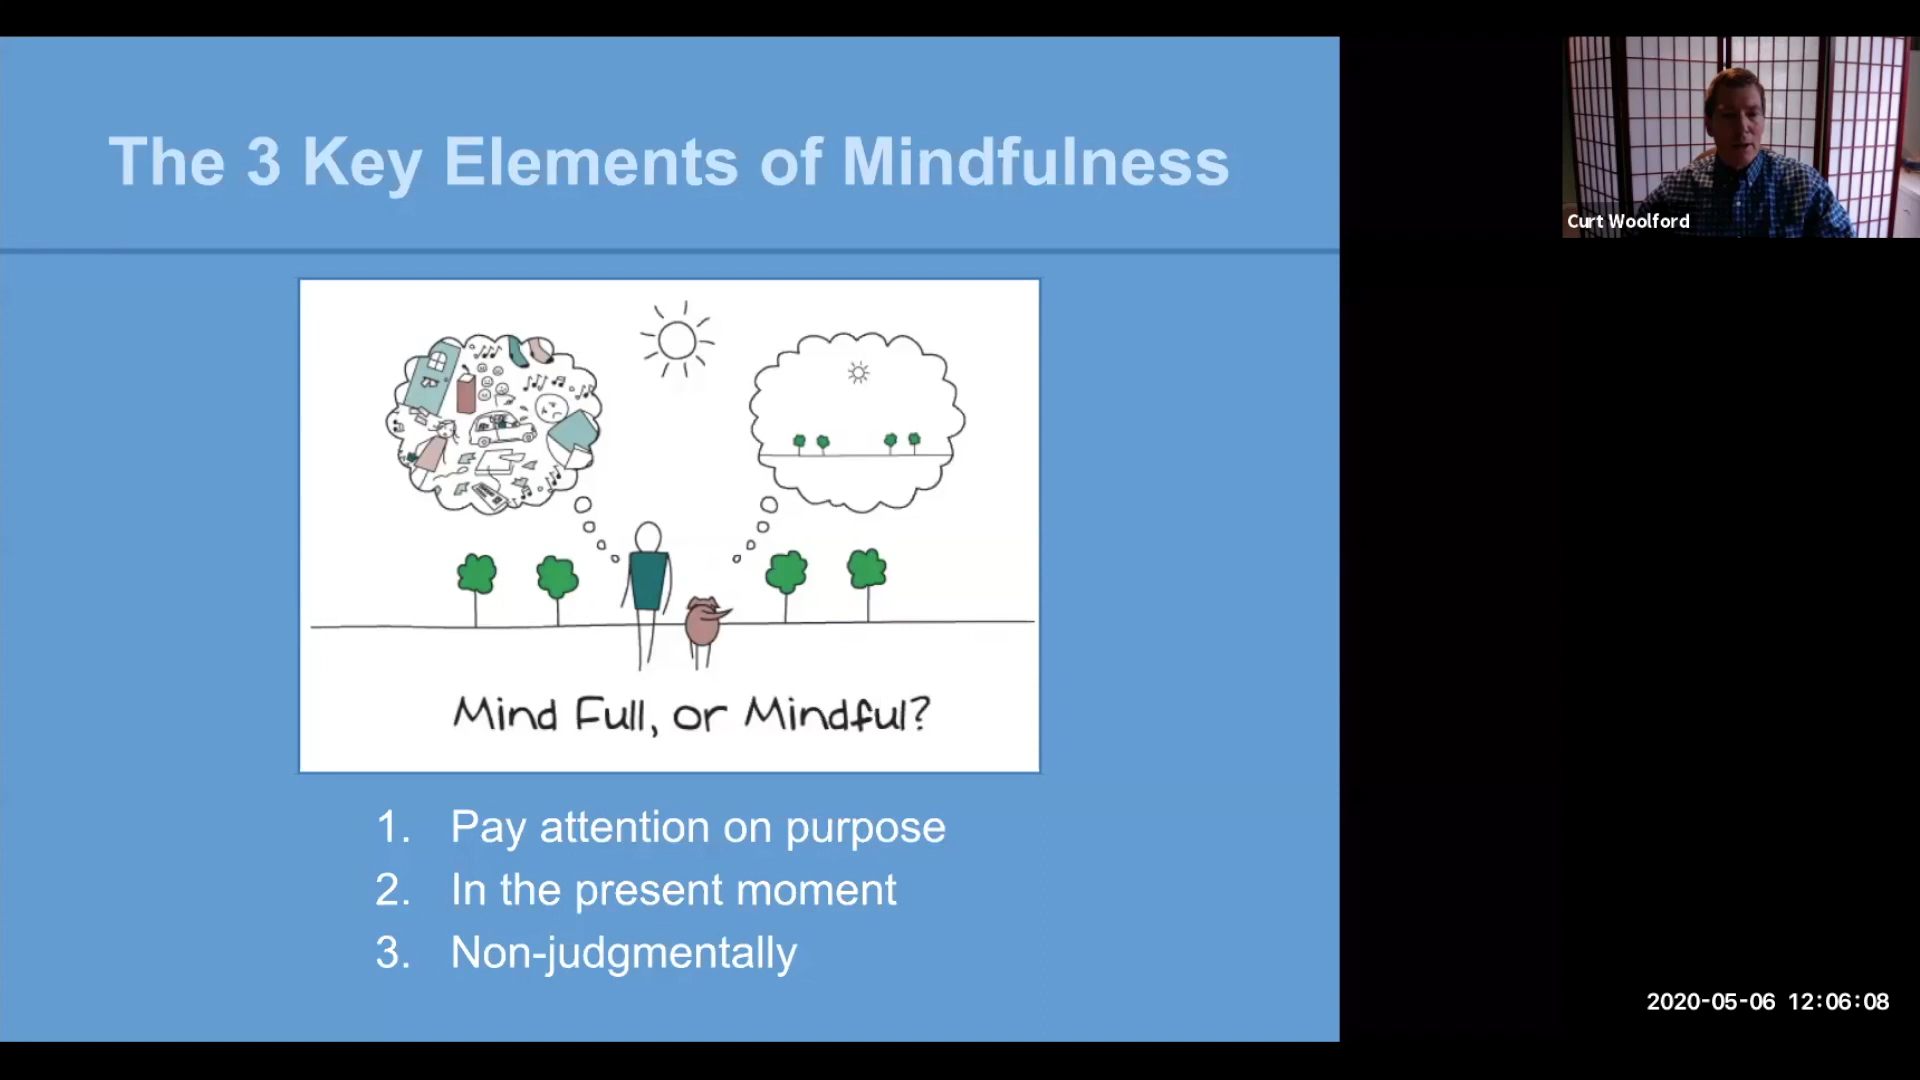 The 3 Key Elements of Mindfulness
Curt Woolford
Mind Full, or Mindful?
1. Pay attention on purpose
2. In the present moment
3. Non-judgmentally
2020-05-06 12:06:08